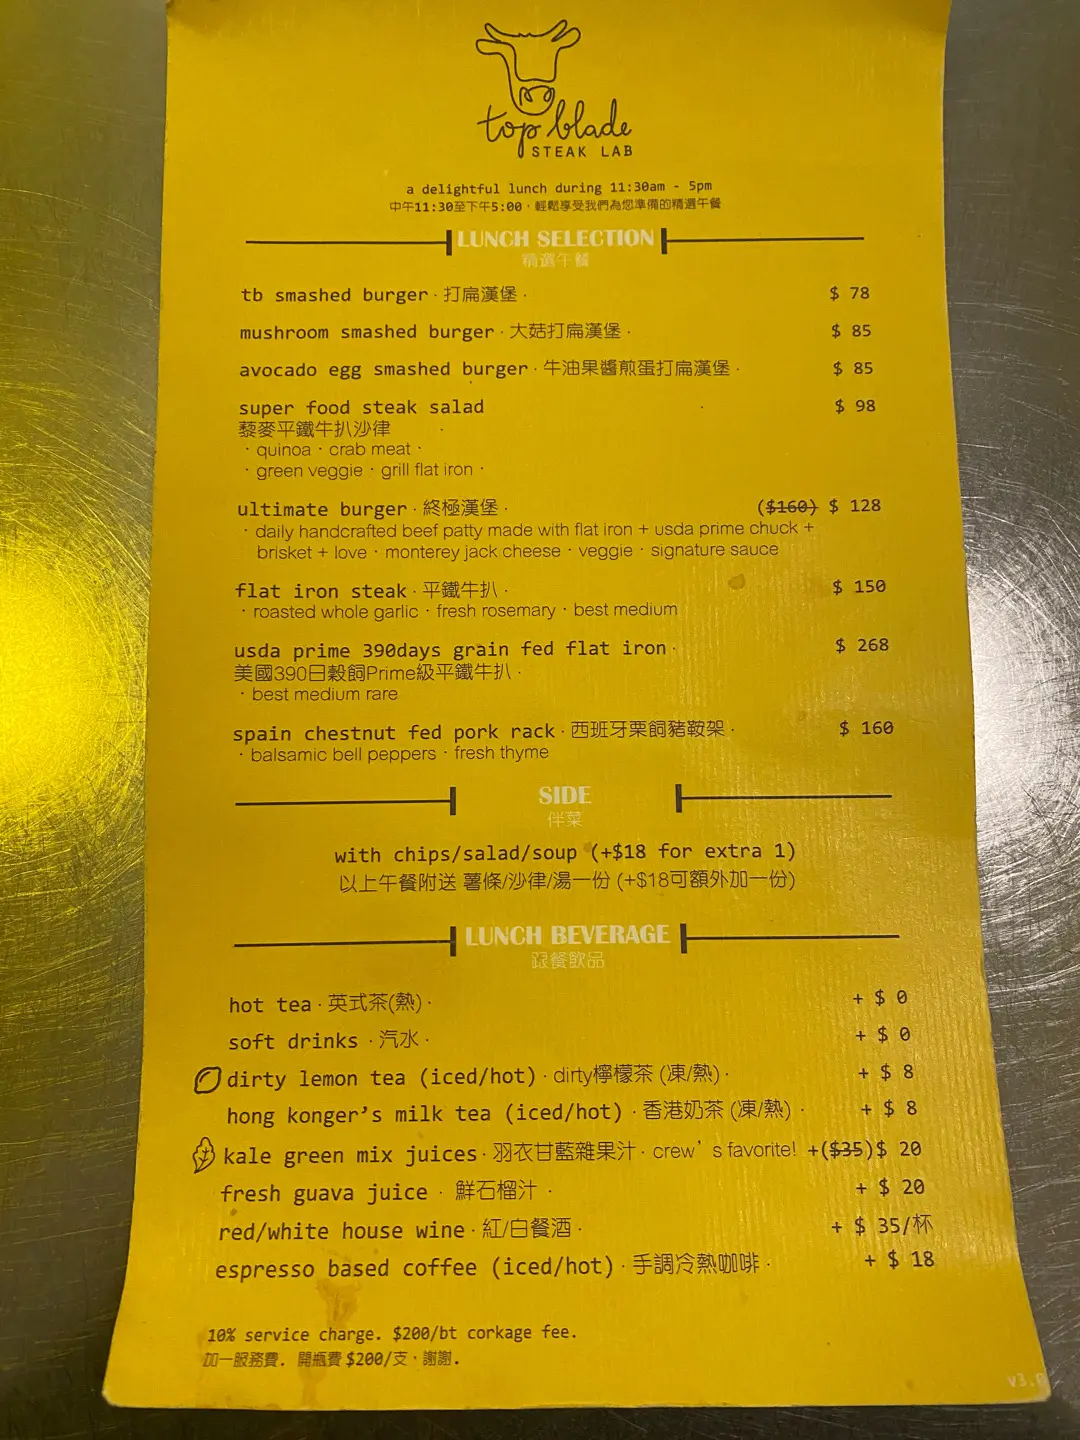 top blade
STEAK LAB
a delightful lunch during 11:30am - 5pm
中午11:30至下午5:00，輕鬆享受我們為您準備的精選午餐
LUNCH SELECTION
精選午餐
tb smashed burger · 打扁漢堡 · $ 78
mushroom smashed burger · 大菇打扁漢堡 · $ 85
avocado egg smashed burger · 牛油果醬煎蛋打扁漢堡 · $ 85
super food steak salad $ 98
藜麥平鐵牛扒沙律 ·
· quinoa · crab meat ·
· green veggie · grill flat iron ·
ultimate burger · 終極漢堡 · ($160) $ 128
· daily handcrafted beef patty made with flat iron + usda prime chuck +
brisket + love · monterey jack cheese · veggie · signature sauce
flat iron steak · 平鐵牛扒 · $ 150
· roasted whole garlic · fresh rosemary · best medium
usda prime 390days grain fed flat iron · $ 268
美國390日穀飼Prime級平鐵牛扒 ·
· best medium rare
spain chestnut fed pork rack · 西班牙栗飼豬鞍架 · $ 160
· balsamic bell peppers · fresh thyme
SIDE
伴菜
with chips/salad/soup (+$18 for extra 1)
以上午餐附送 薯條/沙律/湯一份 (+$18可額外加一份)
LUNCH BEVERAGE
跟餐飲品
hot tea · 英式茶(熱) · + $ 0
soft drinks · 汽水 · + $ 0
dirty lemon tea (iced/hot) · dirty檸檬茶 (凍/熱) · + $ 8
hong konger's milk tea (iced/hot) · 香港奶茶 (凍/熱) · + $ 8
kale green mix juices · 羽衣甘藍雜果汁 · crew's favorite! +($35)$ 20
fresh guava juice · 鮮石榴汁 · + $ 20
red/white house wine · 紅/白餐酒 · + $ 35/杯
espresso based coffee (iced/hot) · 手調冷熱咖啡 · + $ 18
10% service charge. $200/bt corkage fee.
加一服務費. 開瓶費 $200/支，謝謝.